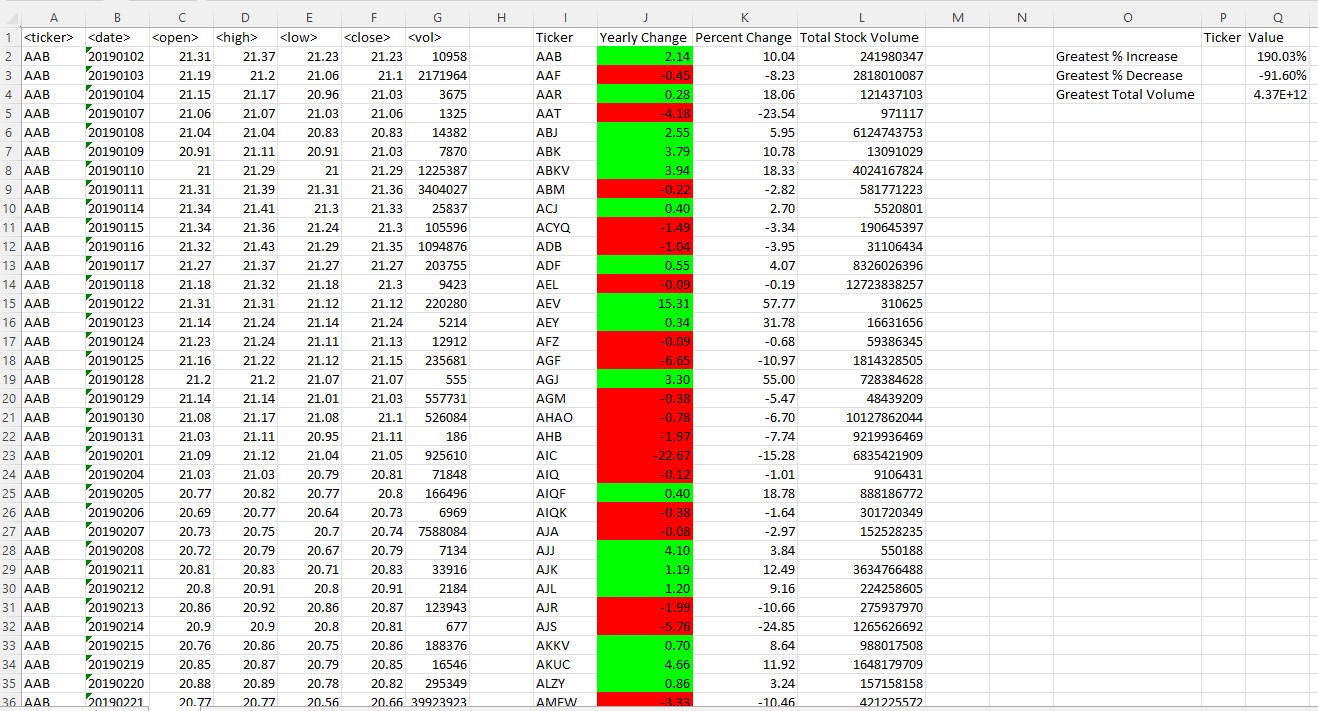 A B C D E F G H I J K L M N O P Q
1 <ticker> <date> <open> <high> <low> <close> <vol> Ticker Yearly Change Percent Change Total Stock Volume Ticker Value
2 AAB 20190102 21.31 21.37 21.23 21.23 10958 AAB 2.14 10.04 241980347 Greatest % Increase 190.03%
3 AAB 20190103 21.19 21.2 21.06 21.1 2171964 AAF -0.45 -8.23 2818010087 Greatest % Decrease -91.60%
4 AAB 20190104 21.15 21.17 20.96 21.03 3675 AAR 0.28 18.06 121437103 Greatest Total Volume 4.37E+12
5 AAB 20190107 21.06 21.07 21.03 21.06 1325 AAT -4.18 -23.54 971117
6 AAB 20190108 21.04 21.04 20.83 20.83 14382 ABJ 2.55 5.95 6124743753
7 AAB 20190109 20.91 21.11 20.91 21.03 7870 ABK 3.79 10.78 13091029
8 AAB 20190110 21 21.29 21 21.29 1225387 ABKV 3.94 18.33 4024167824
9 AAB 20190111 21.31 21.39 21.31 21.36 3404027 ABM -0.22 -2.82 581771223
10 AAB 20190114 21.34 21.41 21.3 21.33 25837 ACJ 0.40 2.70 5520801
11 AAB 20190115 21.34 21.36 21.24 21.3 105596 ACYQ -1.49 -3.34 190645397
12 AAB 20190116 21.32 21.43 21.29 21.35 1094876 ADB -1.04 -3.95 31106434
13 AAB 20190117 21.27 21.37 21.27 21.27 203755 ADF 0.55 4.07 8326026396
14 AAB 20190118 21.18 21.32 21.18 21.3 9423 AEL -0.09 -0.19 12723838257
15 AAB 20190122 21.31 21.31 21.12 21.12 220280 AEV 15.31 57.77 310625
16 AAB 20190123 21.14 21.24 21.14 21.24 5214 AEY 0.34 31.78 16631656
17 AAB 20190124 21.23 21.24 21.11 21.13 12912 AFZ -0.09 -0.68 59386345
18 AAB 20190125 21.16 21.22 21.12 21.15 235681 AGF -6.65 -10.97 1814328505
19 AAB 20190128 21.2 21.2 21.07 21.07 555 AGJ 3.30 55.00 728384628
20 AAB 20190129 21.14 21.14 21.01 21.03 557731 AGM -0.38 -5.47 48439209
21 AAB 20190130 21.08 21.17 21.08 21.1 526084 AHAO -0.78 -6.70 10127862044
22 AAB 20190131 21.03 21.11 20.95 21.11 186 AHB -1.97 -7.74 9219936469
23 AAB 20190201 21.09 21.12 21.04 21.05 925610 AIC -22.67 -15.28 6835421909
24 AAB 20190204 21.03 21.03 20.79 20.81 71848 AIQ -0.12 -1.01 9106431
25 AAB 20190205 20.77 20.82 20.77 20.8 166496 AIQF 0.40 18.78 888186772
26 AAB 20190206 20.69 20.77 20.64 20.73 6969 AIQK -0.38 -1.64 301720349
27 AAB 20190207 20.73 20.75 20.7 20.74 7588084 AJA -0.08 -2.97 152528235
28 AAB 20190208 20.72 20.79 20.67 20.79 7134 AJJ 4.10 3.84 550188
29 AAB 20190211 20.81 20.83 20.71 20.83 33916 AJK 1.19 12.49 3634766488
30 AAB 20190212 20.8 20.91 20.8 20.91 2184 AJL 1.20 9.16 224258605
31 AAB 20190213 20.86 20.92 20.86 20.87 123943 AJR -1.99 -10.66 275937970
32 AAB 20190214 20.9 20.9 20.8 20.81 677 AJS -5.76 -24.85 1265626692
33 AAB 20190215 20.76 20.86 20.75 20.86 188376 AKKV 0.70 8.64 988017508
34 AAB 20190219 20.85 20.87 20.79 20.85 16546 AKUC 4.66 11.92 1648179709
35 AAB 20190220 20.88 20.89 20.78 20.82 295349 ALZY 0.86 3.24 157158158
36 AAB 20190221 20.77 20.77 20.56 20.66 39923923 AMEW -3.33 -10.46 421225572